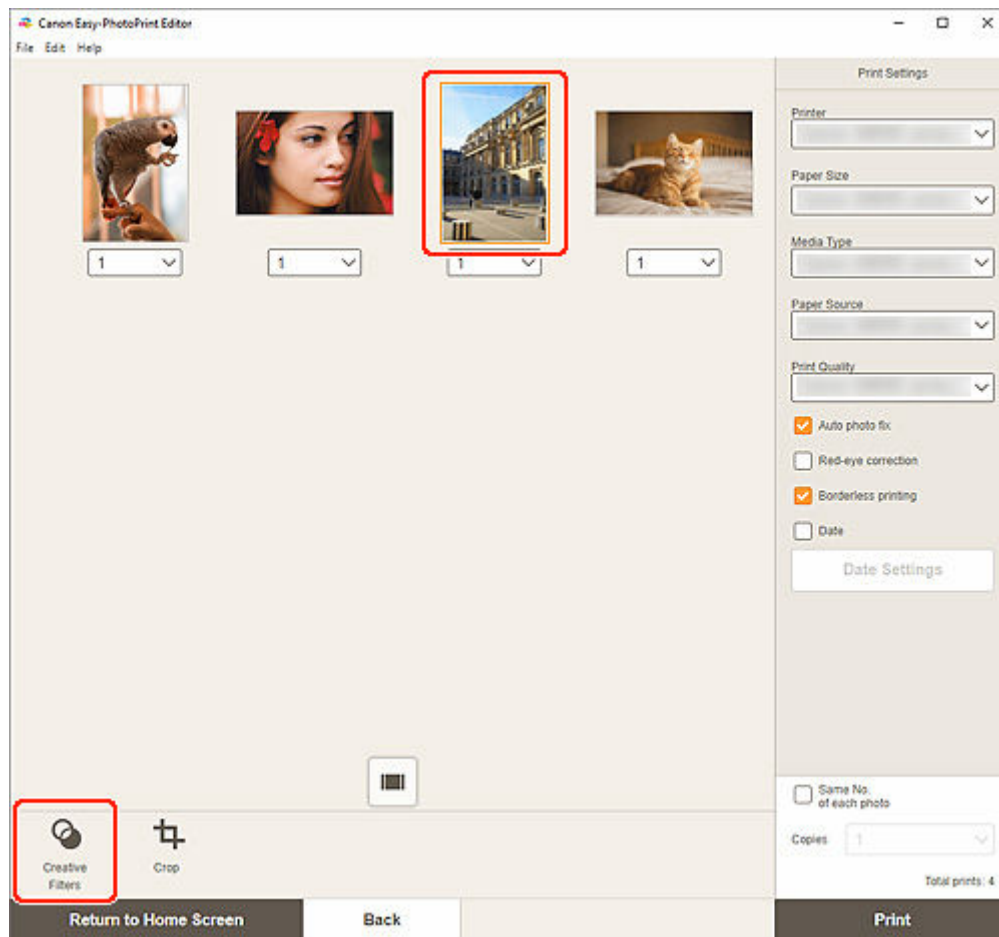 Canon Easy-PhotoPrint Editor
File Edit Help
Print Settings
Printer
Paper Size
Media Type
Paper Source
Print Quality
1 1 1 1
Auto photo fix
Red-eye correction
Borderless printing
Date
Date Settings
Same No.
of each photo
Copies 1
Total prints: 4
Creative
Filters
Crop
Return to Home Screen Back Print